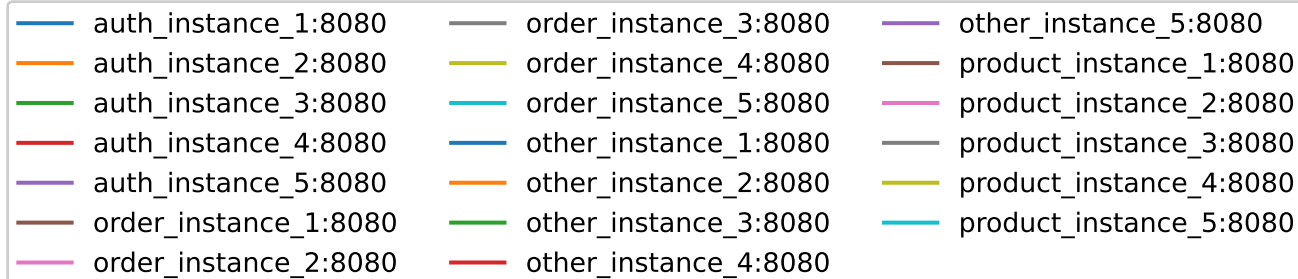 auth_instance_1:8080
auth_instance_2:8080
auth_instance_3:8080
auth_instance_4:8080
auth_instance_5:8080
order_instance_1:8080
order_instance_2:8080
order_instance_3:8080
order_instance_4:8080
order_instance_5:8080
other_instance_1:8080
other_instance_2:8080
other_instance_3:8080
other_instance_4:8080
other_instance_5:8080
product_instance_1:8080
product_instance_2:8080
product_instance_3:8080
product_instance_4:8080
product_instance_5:8080